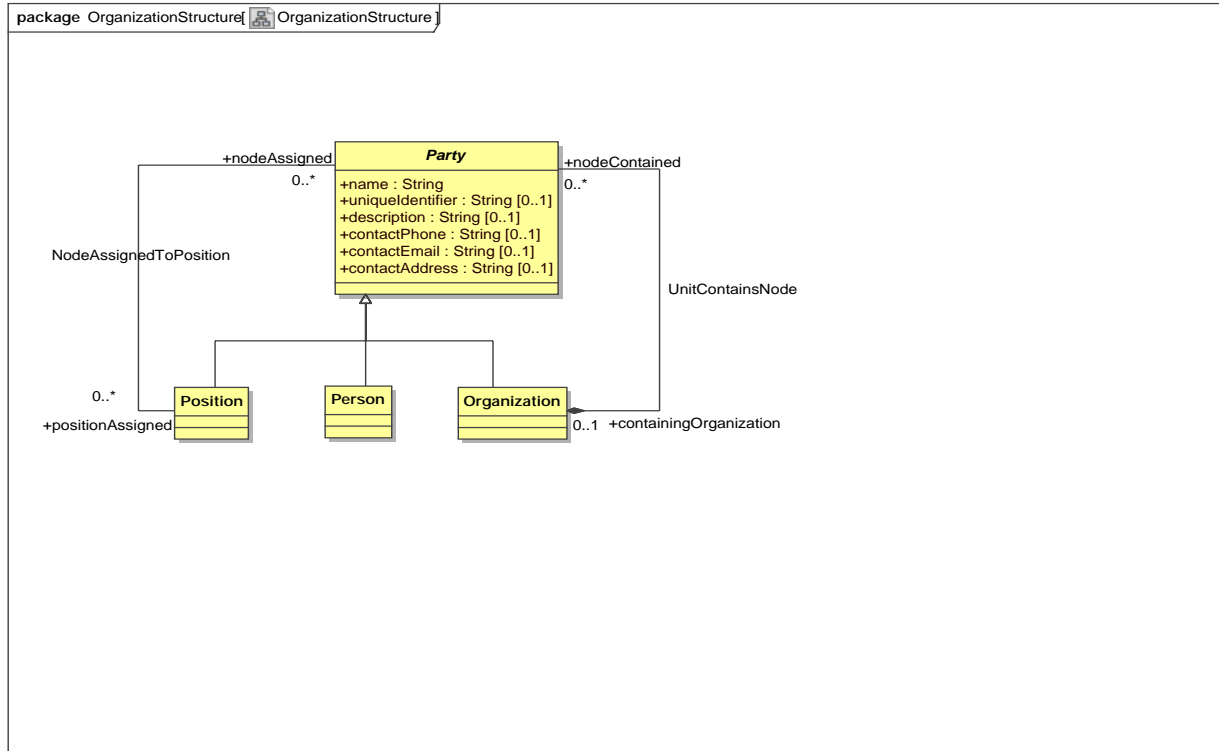 package OrganizationStructure[ OrganizationStructure ]
+nodeAssigned
0..*
Party
+name : String
+uniqueIdentifier : String [0..1]
+description : String [0..1]
+contactPhone : String [0..1]
+contactEmail : String [0..1]
+contactAddress : String [0..1]
+nodeContained
0..*
NodeAssignedToPosition
UnitContainsNode
0..*
+positionAssigned
Position
Person
Organization
0..1
+containingOrganization